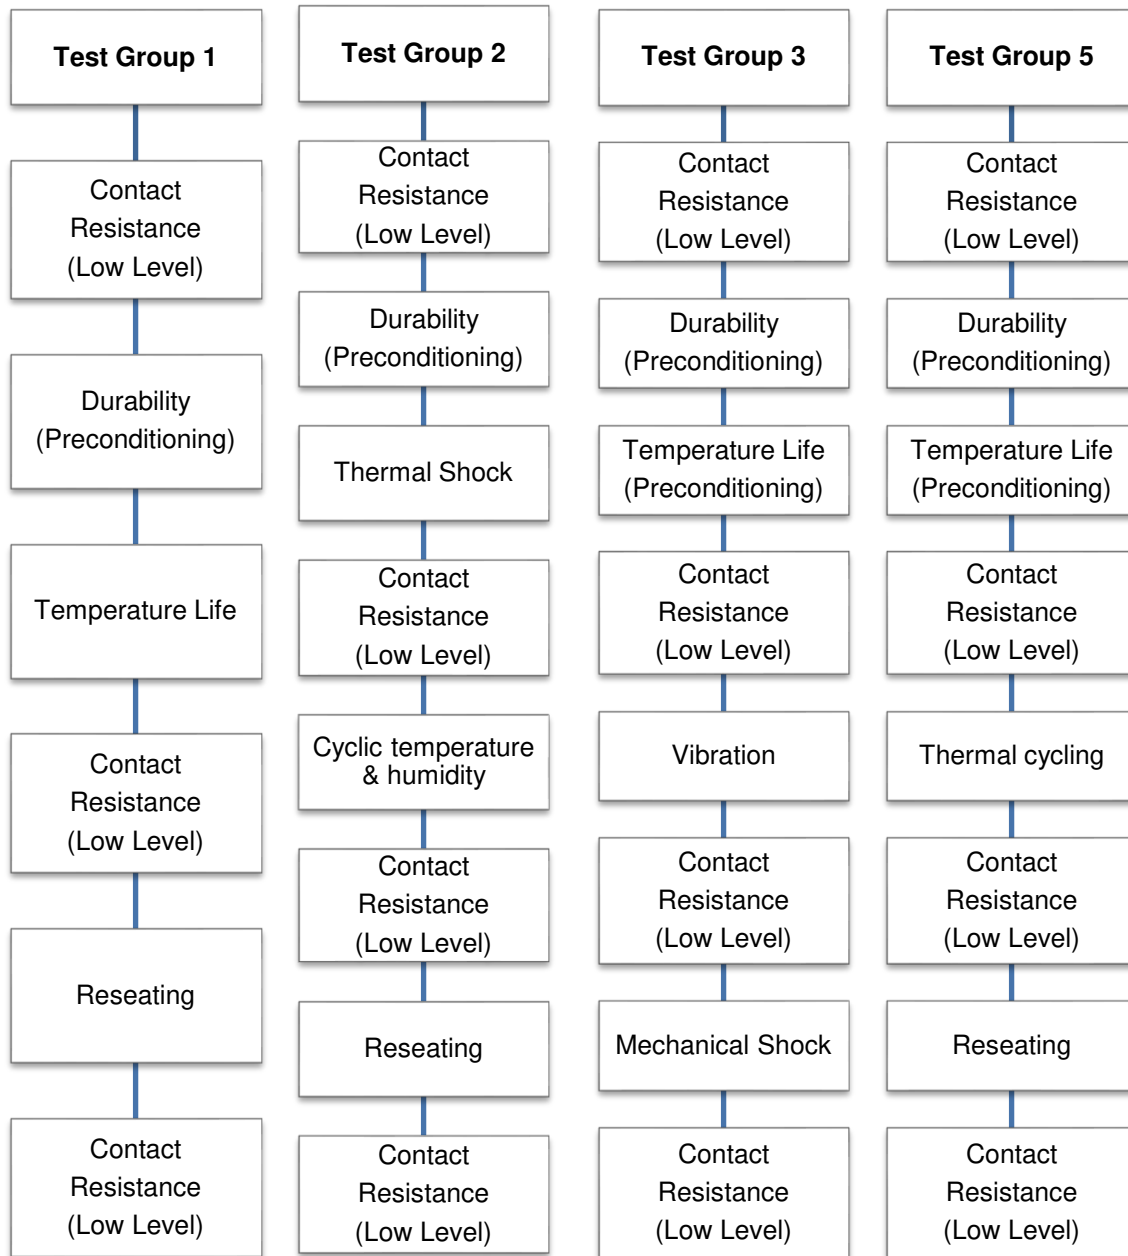 Test Group 1
Contact
Resistance
(Low Level)
Durability
(Preconditioning)
Temperature Life
Contact
Resistance
(Low Level)
Reseating
Contact
Resistance
(Low Level)
Test Group 2
Contact
Resistance
(Low Level)
Durability
(Preconditioning)
Thermal Shock
Contact
Resistance
(Low Level)
Cyclic temperature
& humidity
Contact
Resistance
(Low Level)
Reseating
Contact
Resistance
(Low Level)
Test Group 3
Contact
Resistance
(Low Level)
Durability
(Preconditioning)
Temperature Life
(Preconditioning)
Contact
Resistance
(Low Level)
Vibration
Contact
Resistance
(Low Level)
Mechanical Shock
Contact
Resistance
(Low Level)
Test Group 5
Contact
Resistance
(Low Level)
Durability
(Preconditioning)
Temperature Life
(Preconditioning)
Contact
Resistance
(Low Level)
Thermal cycling
Contact
Resistance
(Low Level)
Reseating
Contact
Resistance
(Low Level)